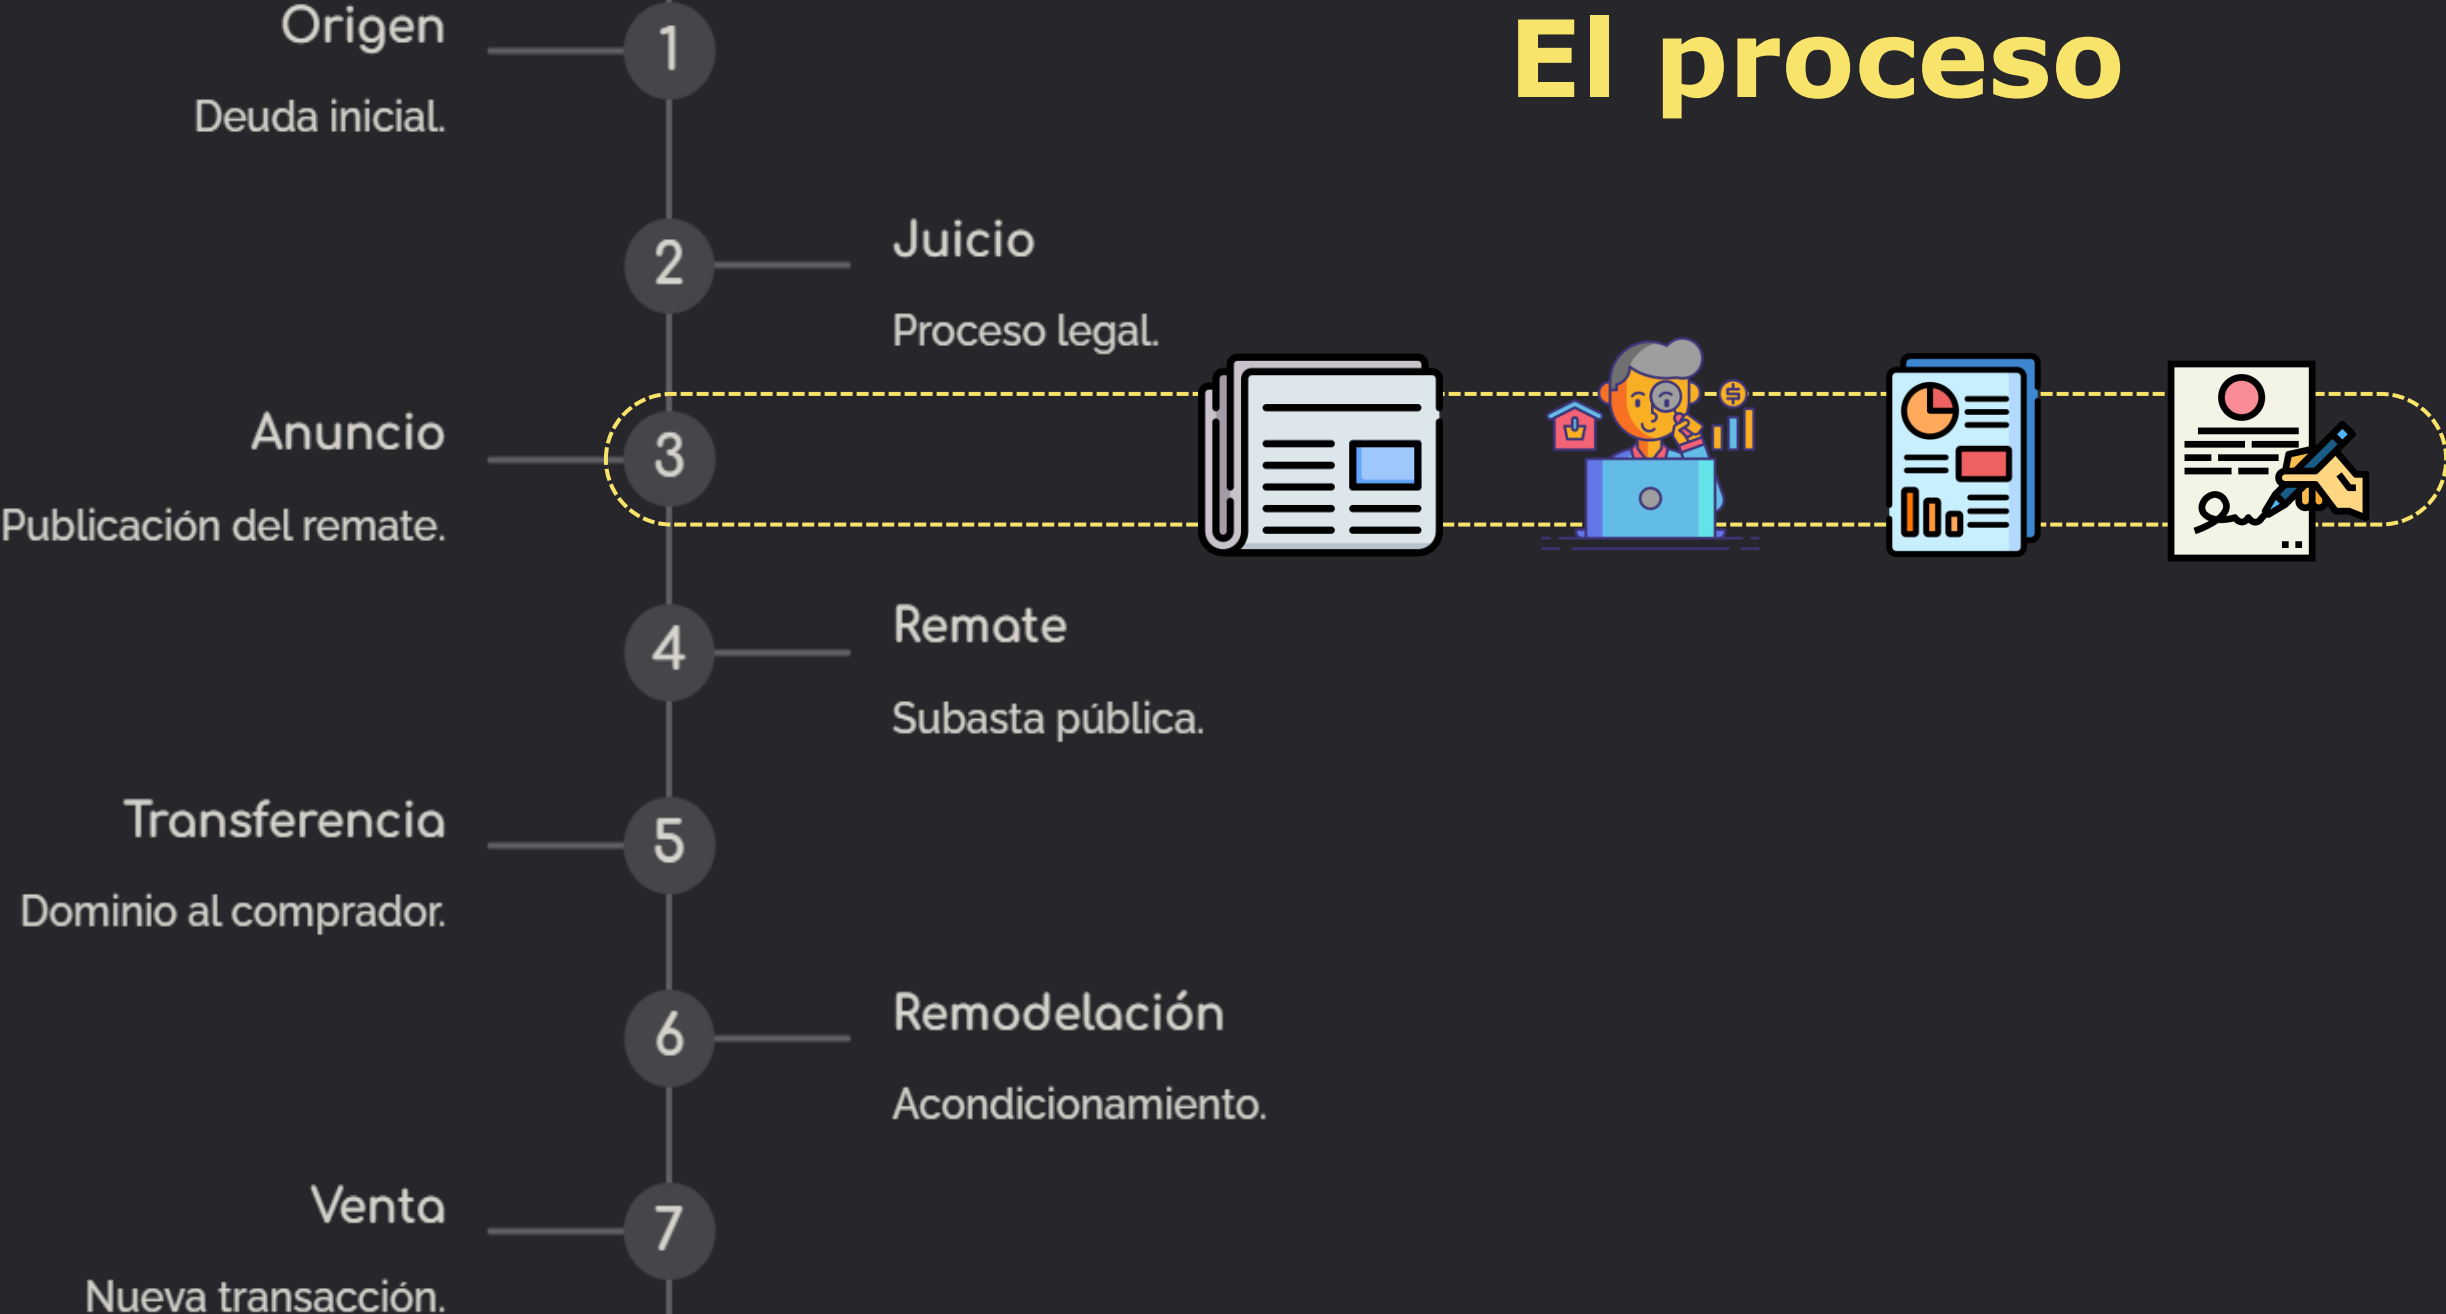 El proceso
Origen
1
Deuda inicial.
Juicio
2
Proceso legal.
Anuncio
3
Publicación del remate.
Remate
4
Subasta pública.
Transferencia
5
Dominio al comprador.
Remodelación
6
Acondicionamiento.
Venta
7
Nueva transacción.